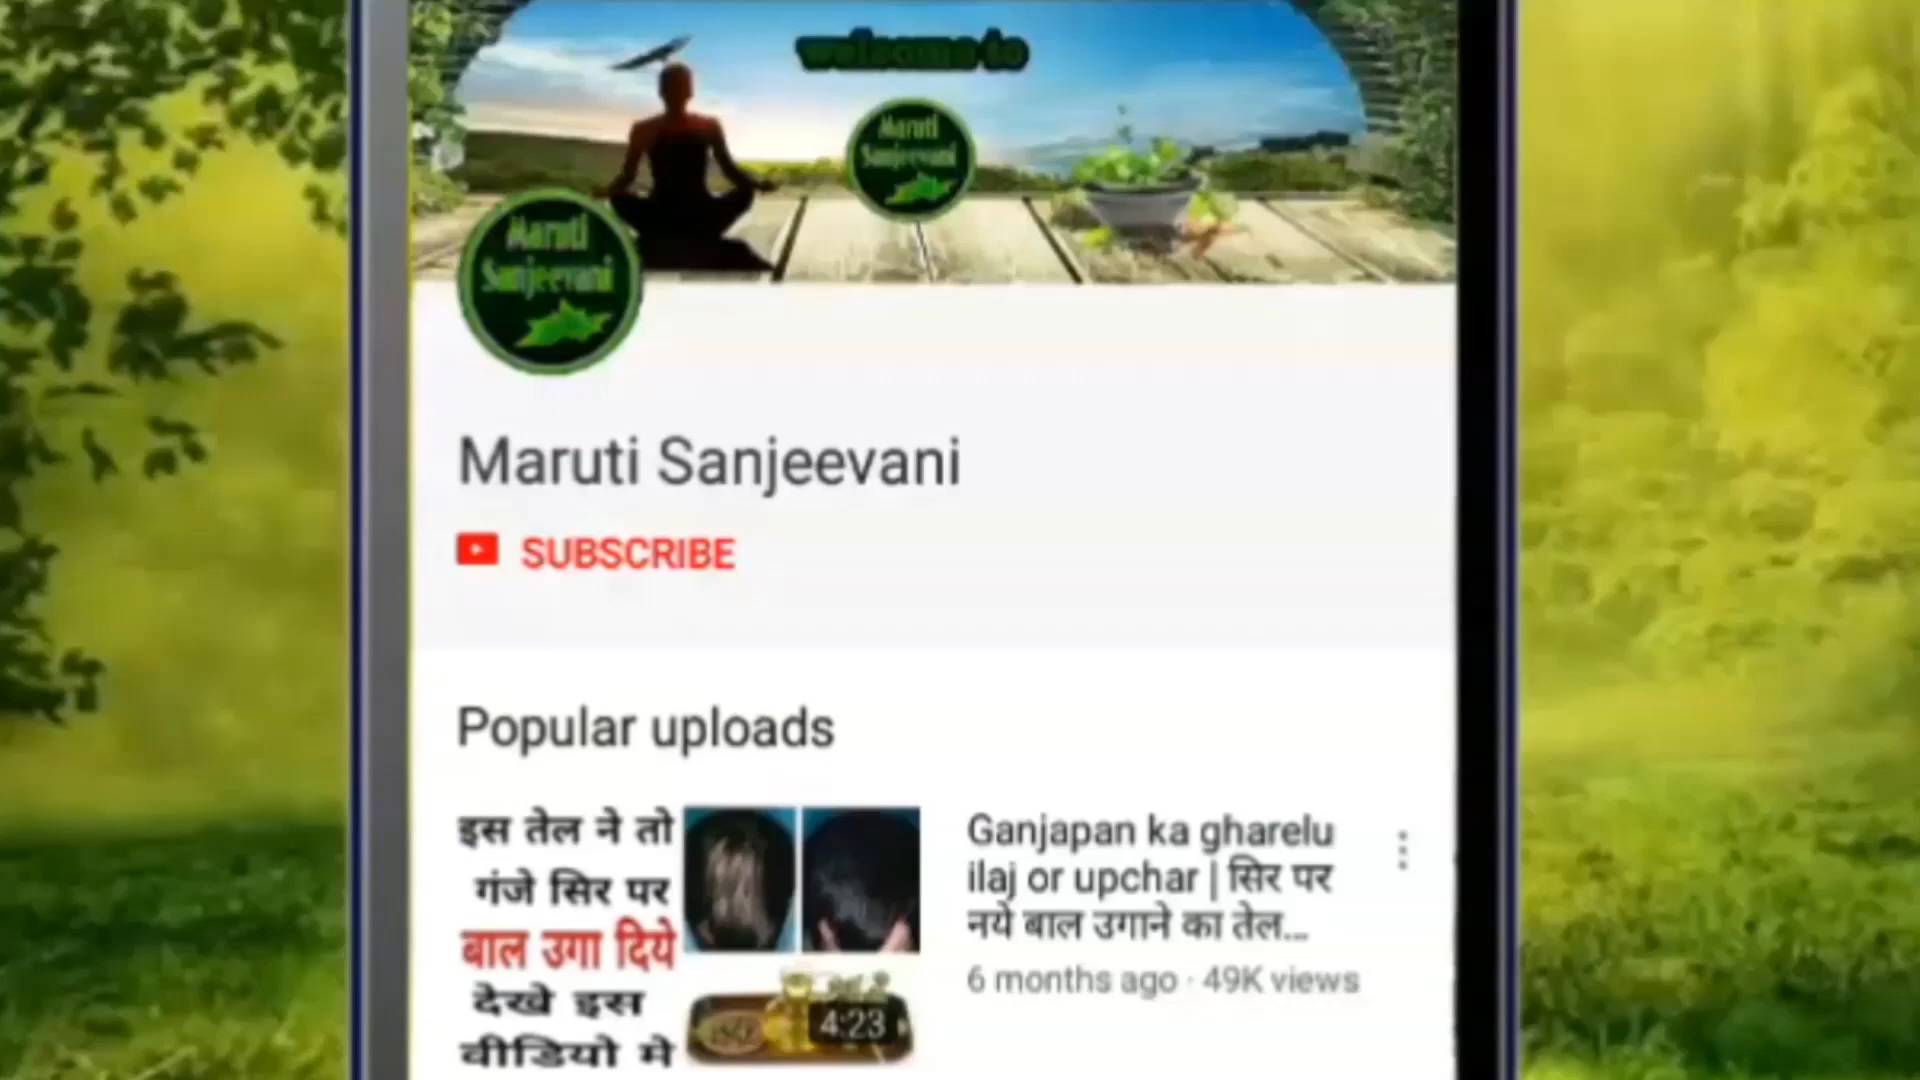 welcome to
Maruti
Sanjeevani
Maruti
Sanjeevani
Maruti Sanjeevani
SUBSCRIBE
Popular uploads
इस तेल ने तो
गंजे सिर पर
बाल उगा दिये
देखे इस
वीडियो मे
4:23
Ganjapan ka gharelu
ilaj or upchar | सिर पर
नये बाल उगाने का तेल...
6 months ago · 49K views